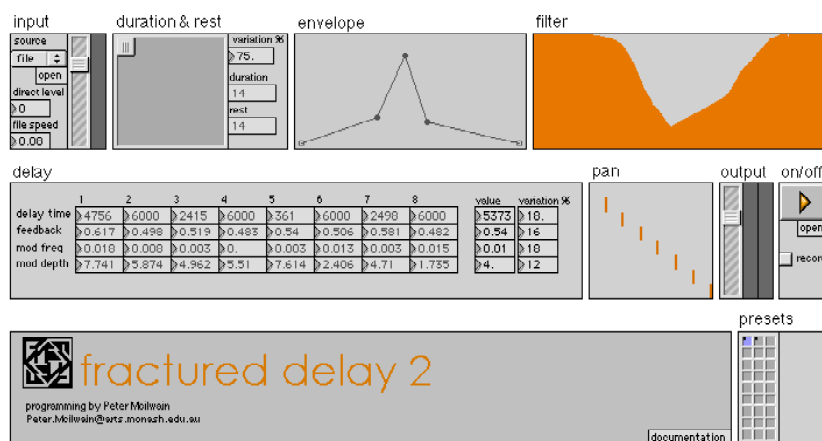 input duration & rest envelope filter
source
file
open
direct level
0
file speed
0.00
variation %
75.
duration
14
rest
14
delay pan output on/off
1 2 3 4 5 6 7 8 value variation %
delay time 4756 6000 2415 6000 361 6000 2498 6000 5373 18.
feedback 0.617 0.498 0.519 0.483 0.54 0.506 0.581 0.482 0.54 16
mod freq 0.018 0.008 0.003 0. 0.003 0.013 0.003 0.015 0.01 18
mod depth 7.741 5.874 4.962 5.51 7.614 2.406 4.71 1.735 4. 12
open
recor
presets
fractured delay 2
programming by Peter McIlwain
Peter.McIlwain@arts.monash.edu.au
documentation